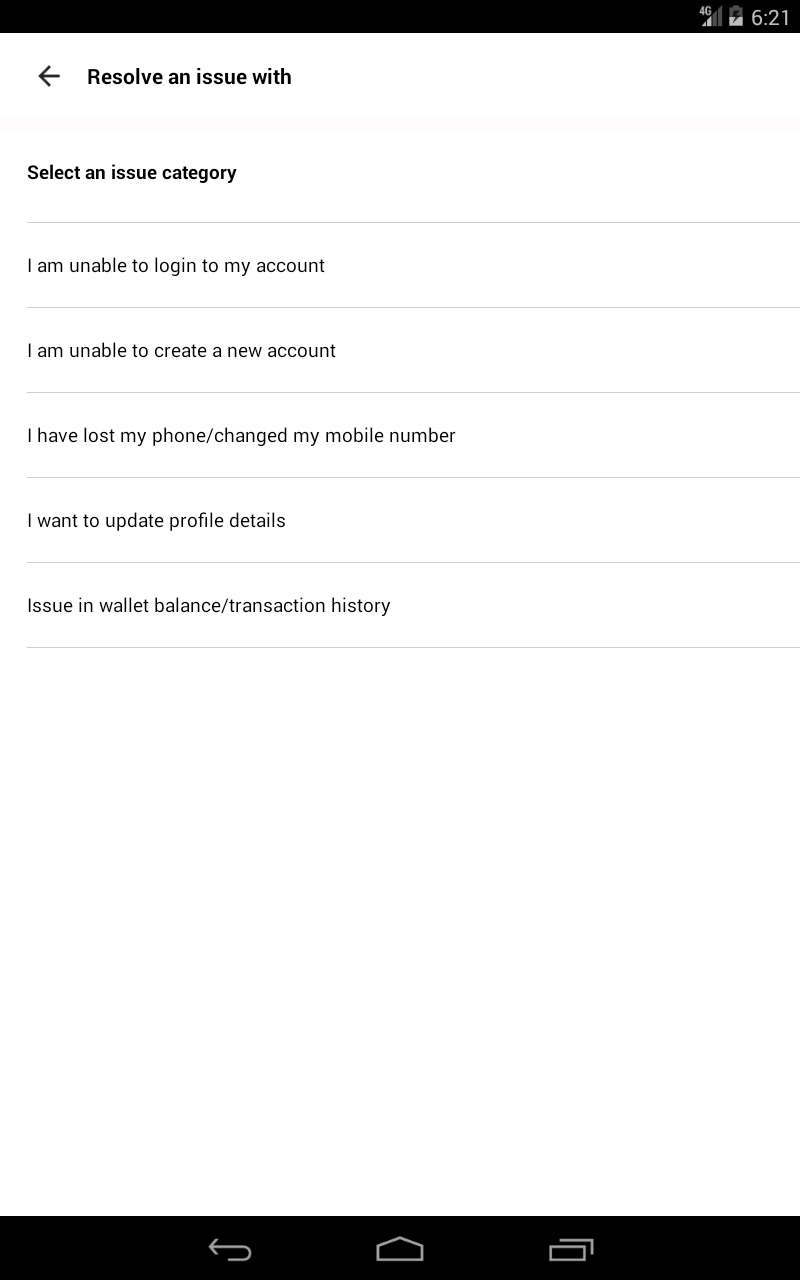 4G 6:21
Resolve an issue with
Select an issue category
I am unable to login to my account
I am unable to create a new account
I have lost my phone/changed my mobile number
I want to update profile details
Issue in wallet balance/transaction history